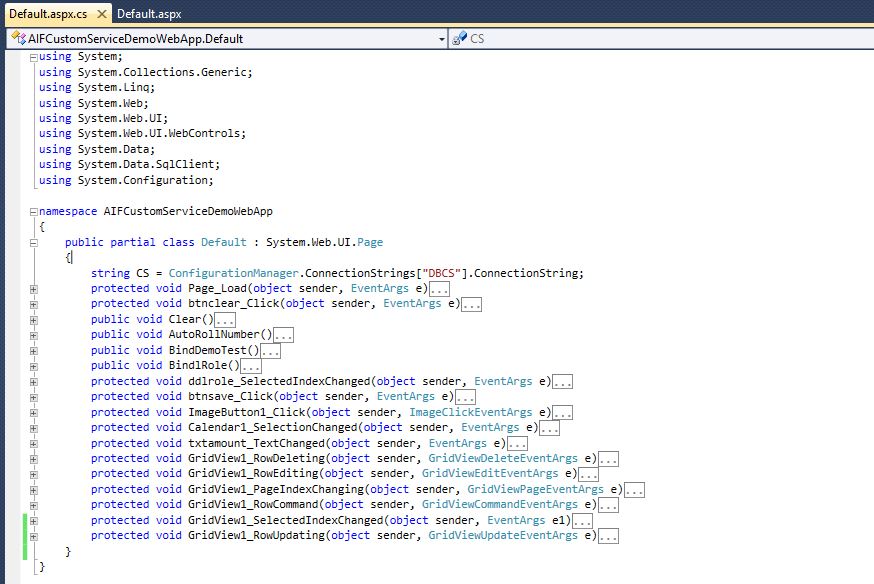 Default.aspx.cs Default.aspx
AIFCustomServiceDemoWebApp.Default CS
using System;
using System.Collections.Generic;
using System.Linq;
using System.Web;
using System.Web.UI;
using System.Web.UI.WebControls;
using System.Data;
using System.Data.SqlClient;
using System.Configuration;
namespace AIFCustomServiceDemoWebApp
{
public partial class Default : System.Web.UI.Page
{
string CS = ConfigurationManager.ConnectionStrings["DBCS"].ConnectionString;
protected void Page_Load(object sender, EventArgs e)...
protected void btnclear_Click(object sender, EventArgs e)...
public void Clear()...
public void AutoRollNumber()...
public void BindDemoTest()...
public void BindlRole()...
protected void ddlrole_SelectedIndexChanged(object sender, EventArgs e)...
protected void btnsave_Click(object sender, EventArgs e)...
protected void ImageButton1_Click(object sender, ImageClickEventArgs e)...
protected void Calendar1_SelectionChanged(object sender, EventArgs e)...
protected void txtamount_TextChanged(object sender, EventArgs e)...
protected void GridView1_RowDeleting(object sender, GridViewDeleteEventArgs e)...
protected void GridView1_RowEditing(object sender, GridViewEditEventArgs e)...
protected void GridView1_PageIndexChanging(object sender, GridViewPageEventArgs e)...
protected void GridView1_RowCommand(object sender, GridViewCommandEventArgs e)...
protected void GridView1_SelectedIndexChanged(object sender, EventArgs e1)...
protected void GridView1_RowUpdating(object sender, GridViewUpdateEventArgs e)...
}
}